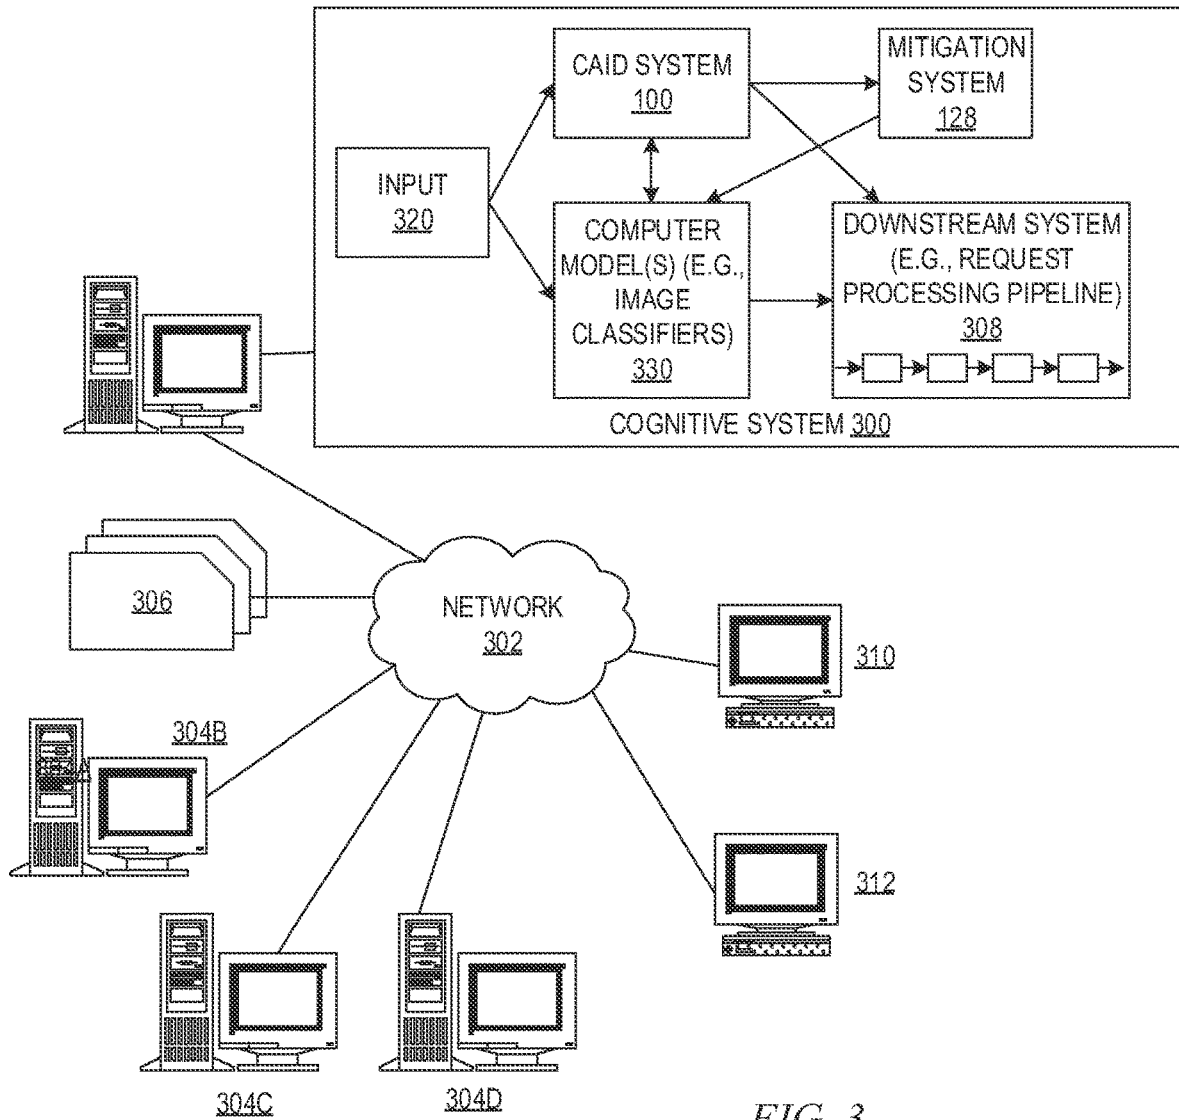 CAID SYSTEM
100
MITIGATION
SYSTEM
128
INPUT
320
COMPUTER
MODEL(S) (E.G.,
IMAGE
CLASSIFIERS)
330
DOWNSTREAM SYSTEM
(E.G., REQUEST
PROCESSING PIPELINE)
308
COGNITIVE SYSTEM 300
306
NETWORK
302
310
304B
312
304C
304D
FIG. 3